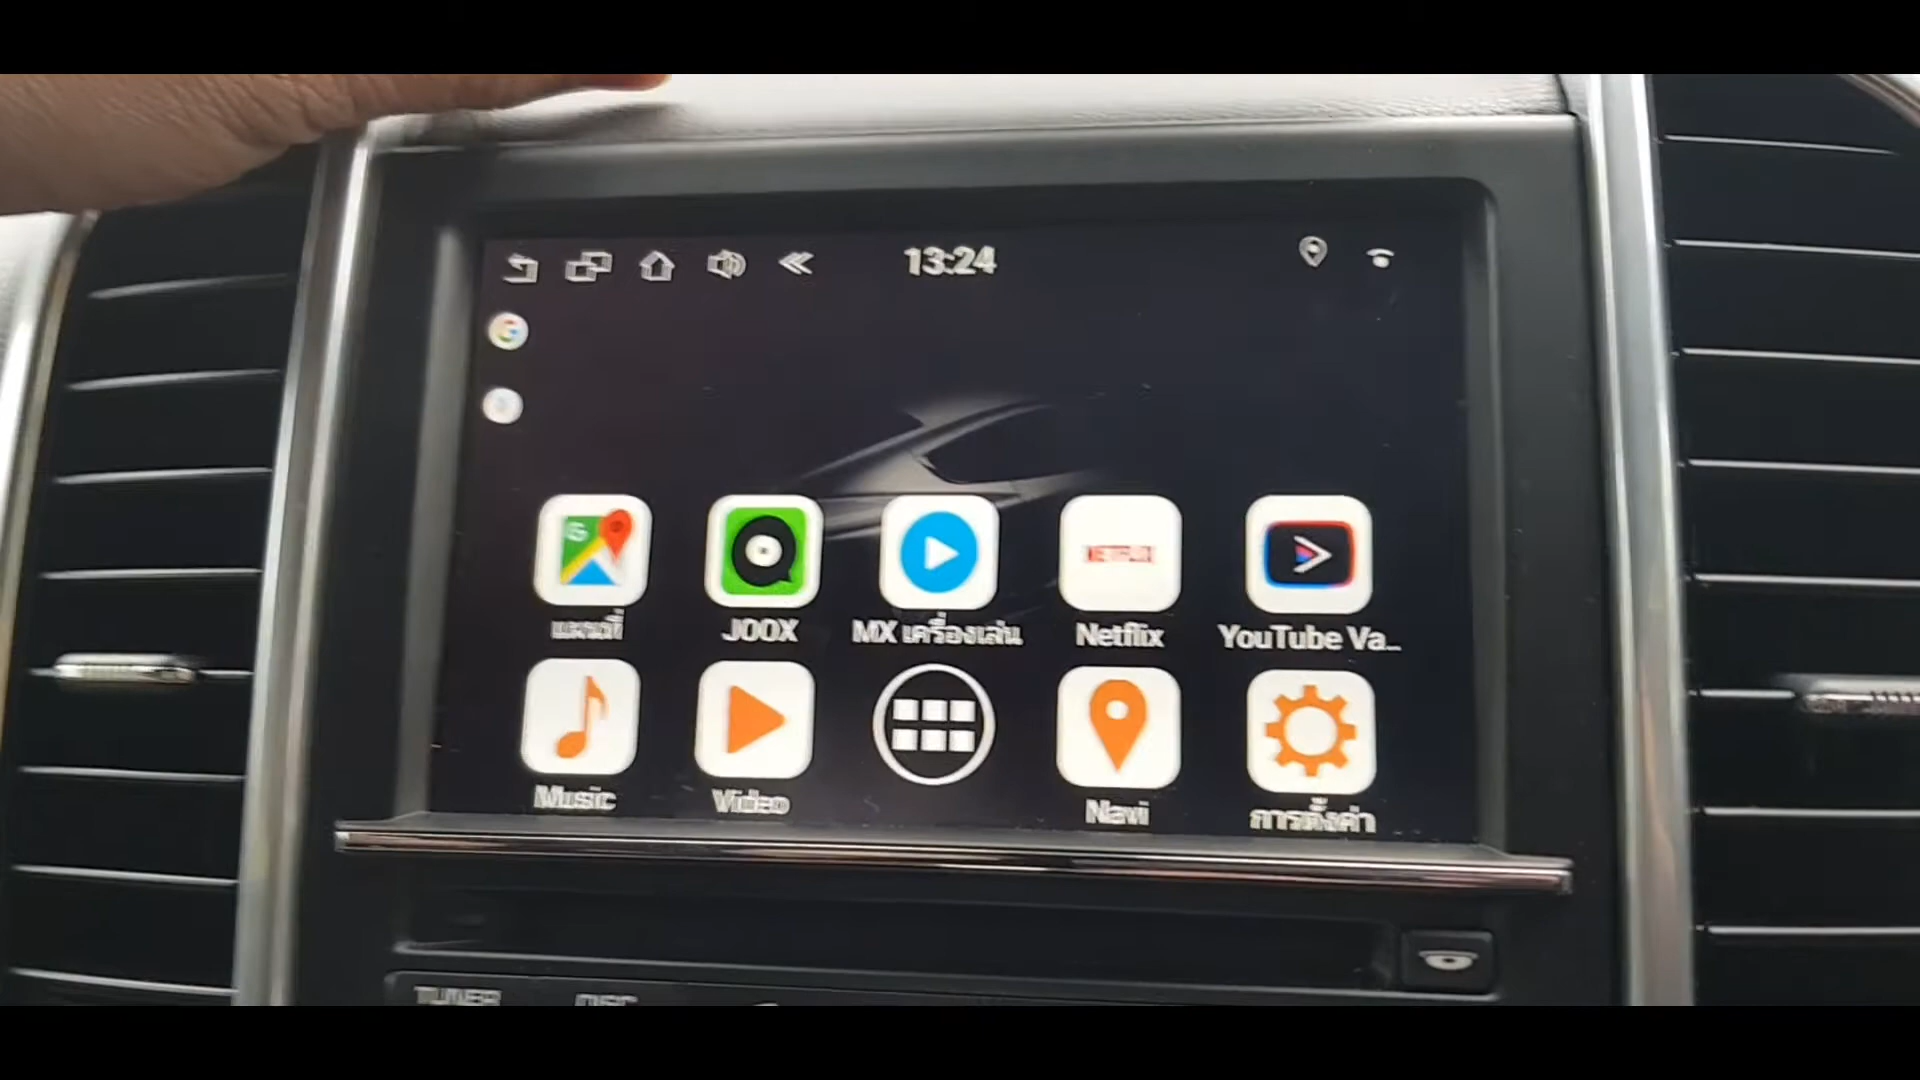 13:24
แผนที่
JOOX
MX เครื่องเล่น
Netflix
YouTube Va...
NETFLIX
Music
Video
Navi
การตั้งค่า
TUNER
DISC